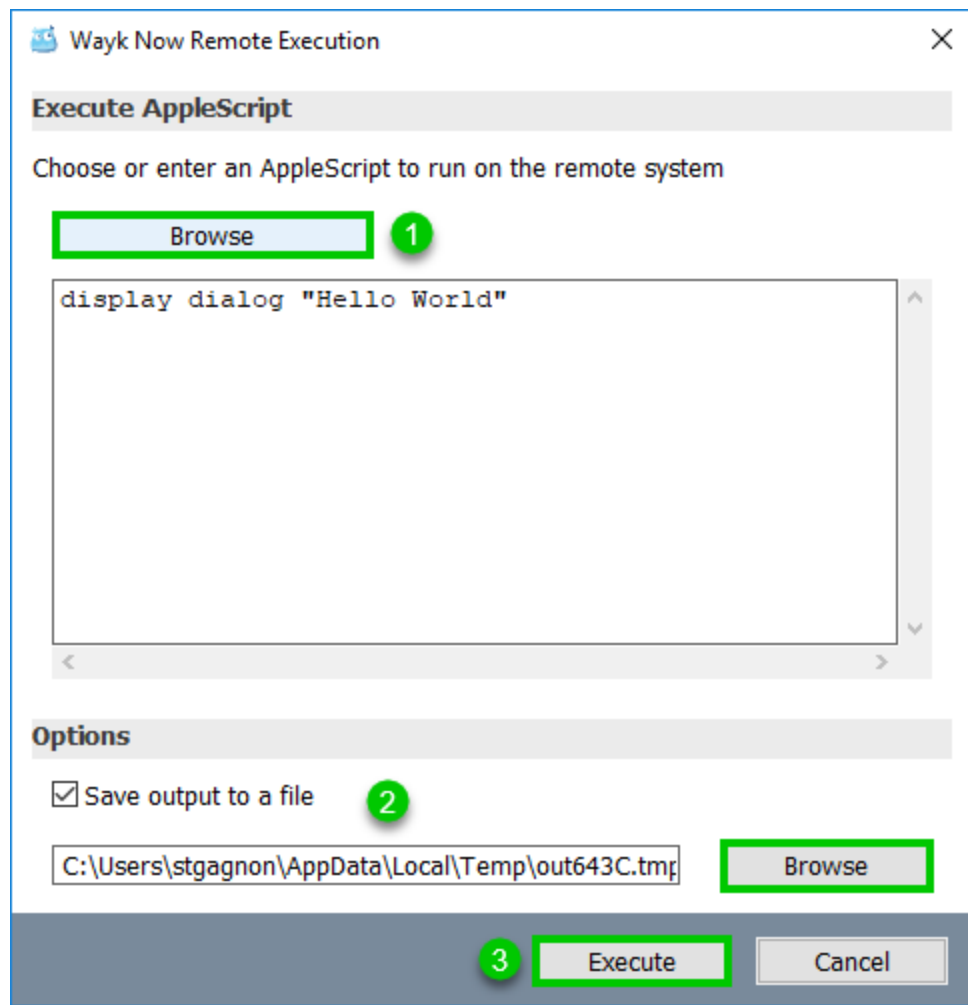 Wayk Now Remote Execution
Execute AppleScript
Choose or enter an AppleScript to run on the remote system
Browse 1
display dialog "Hello World"
Options
Save output to a file 2
C:\Users\stgagnon\AppData\Local\Temp\out643C.tmp Browse
3 Execute Cancel